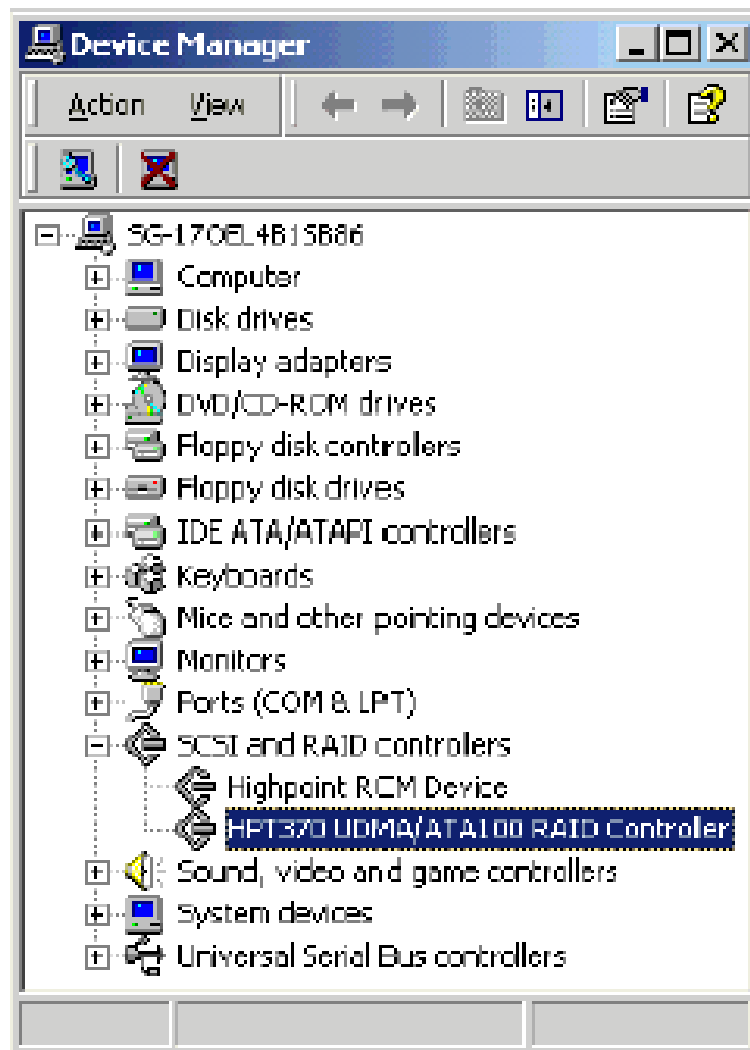 Device Manager
Action View
SG-17OEL4B15B86
Computer
Disk drives
Display adapters
DVD/CD-ROM drives
Floppy disk controllers
Floppy disk drives
IDE ATA/ATAPI controllers
Keyboards
Mice and other pointing devices
Monitors
Ports (COM & LPT)
SCSI and RAID controllers
Highpoint RCM Device
HPT370 UDMA/ATA100 RAID Controller
Sound, video and game controllers
System devices
Universal Serial Bus controllers